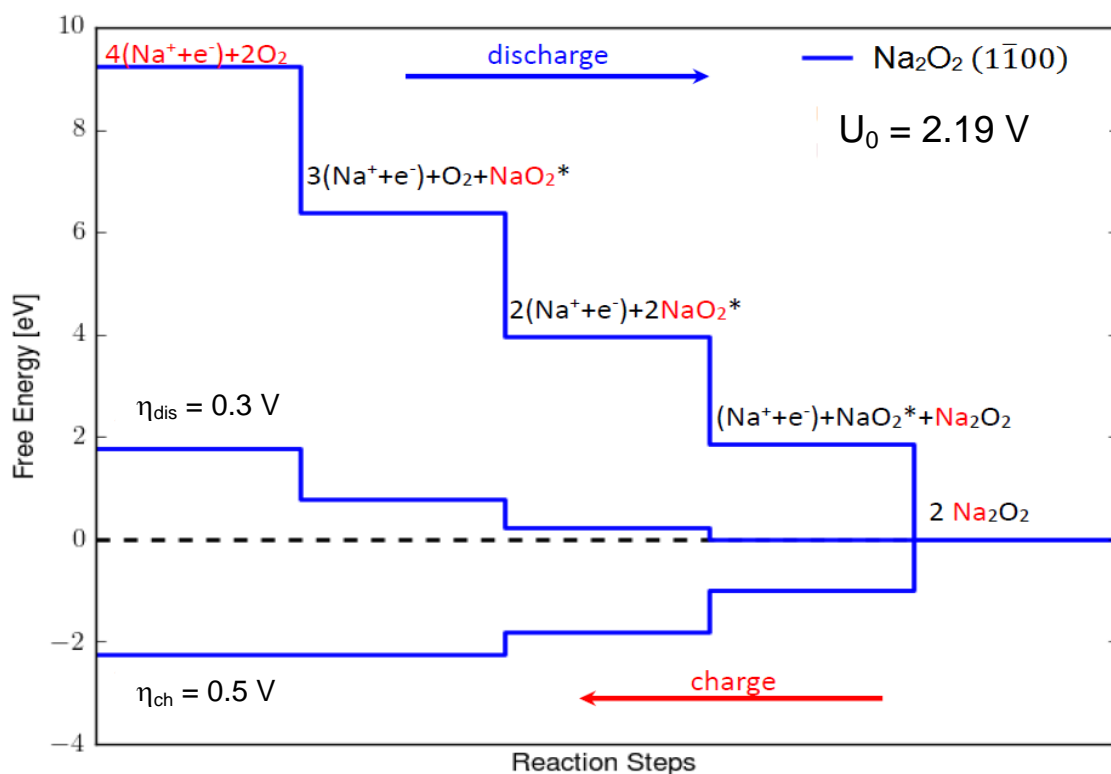 10
8
6
4
2
0
−2
−4
Free Energy [eV]
Reaction Steps
4(Na⁺+e⁻)+2O₂
discharge
Na₂O₂ (11̅00)
U₀ = 2.19 V
3(Na⁺+e⁻)+O₂+NaO₂*
2(Na⁺+e⁻)+2NaO₂*
η_dis = 0.3 V
(Na⁺+e⁻)+NaO₂*+Na₂O₂
2 Na₂O₂
η_ch = 0.5 V
charge